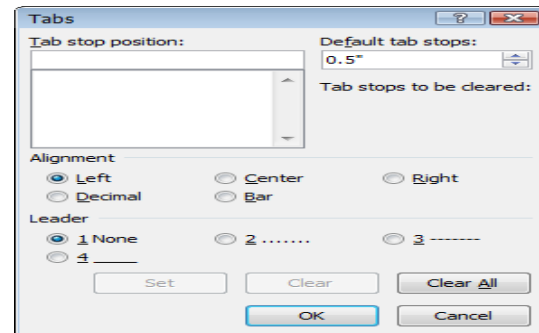 Tabs
Tab stop position: Default tab stops:
0.5"
Tab stops to be cleared:
Alignment
Left Center Right
Decimal Bar
Leader
1 None 2 ....... 3 -------
4 ____
Set Clear Clear All
OK Cancel